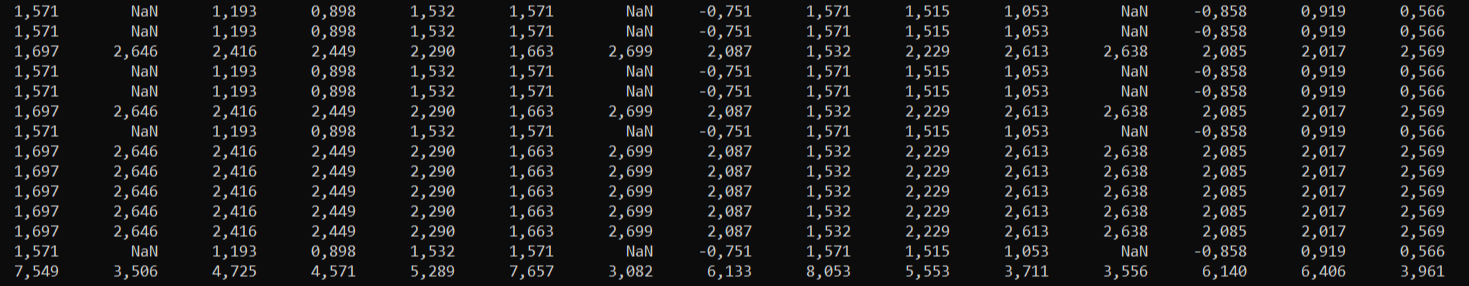 1,571 NaN 1,193 0,898 1,532 1,571 NaN -0,751 1,571 1,515 1,053 NaN -0,858 0,919 0,566
1,571 NaN 1,193 0,898 1,532 1,571 NaN -0,751 1,571 1,515 1,053 NaN -0,858 0,919 0,566
1,697 2,646 2,416 2,449 2,290 1,663 2,699 2,087 1,532 2,229 2,613 2,638 2,085 2,017 2,569
1,571 NaN 1,193 0,898 1,532 1,571 NaN -0,751 1,571 1,515 1,053 NaN -0,858 0,919 0,566
1,571 NaN 1,193 0,898 1,532 1,571 NaN -0,751 1,571 1,515 1,053 NaN -0,858 0,919 0,566
1,697 2,646 2,416 2,449 2,290 1,663 2,699 2,087 1,532 2,229 2,613 2,638 2,085 2,017 2,569
1,571 NaN 1,193 0,898 1,532 1,571 NaN -0,751 1,571 1,515 1,053 NaN -0,858 0,919 0,566
1,697 2,646 2,416 2,449 2,290 1,663 2,699 2,087 1,532 2,229 2,613 2,638 2,085 2,017 2,569
1,697 2,646 2,416 2,449 2,290 1,663 2,699 2,087 1,532 2,229 2,613 2,638 2,085 2,017 2,569
1,697 2,646 2,416 2,449 2,290 1,663 2,699 2,087 1,532 2,229 2,613 2,638 2,085 2,017 2,569
1,697 2,646 2,416 2,449 2,290 1,663 2,699 2,087 1,532 2,229 2,613 2,638 2,085 2,017 2,569
1,697 2,646 2,416 2,449 2,290 1,663 2,699 2,087 1,532 2,229 2,613 2,638 2,085 2,017 2,569
1,571 NaN 1,193 0,898 1,532 1,571 NaN -0,751 1,571 1,515 1,053 NaN -0,858 0,919 0,566
7,549 3,506 4,725 4,571 5,289 7,657 3,082 6,133 8,053 5,553 3,711 3,556 6,140 6,406 3,961